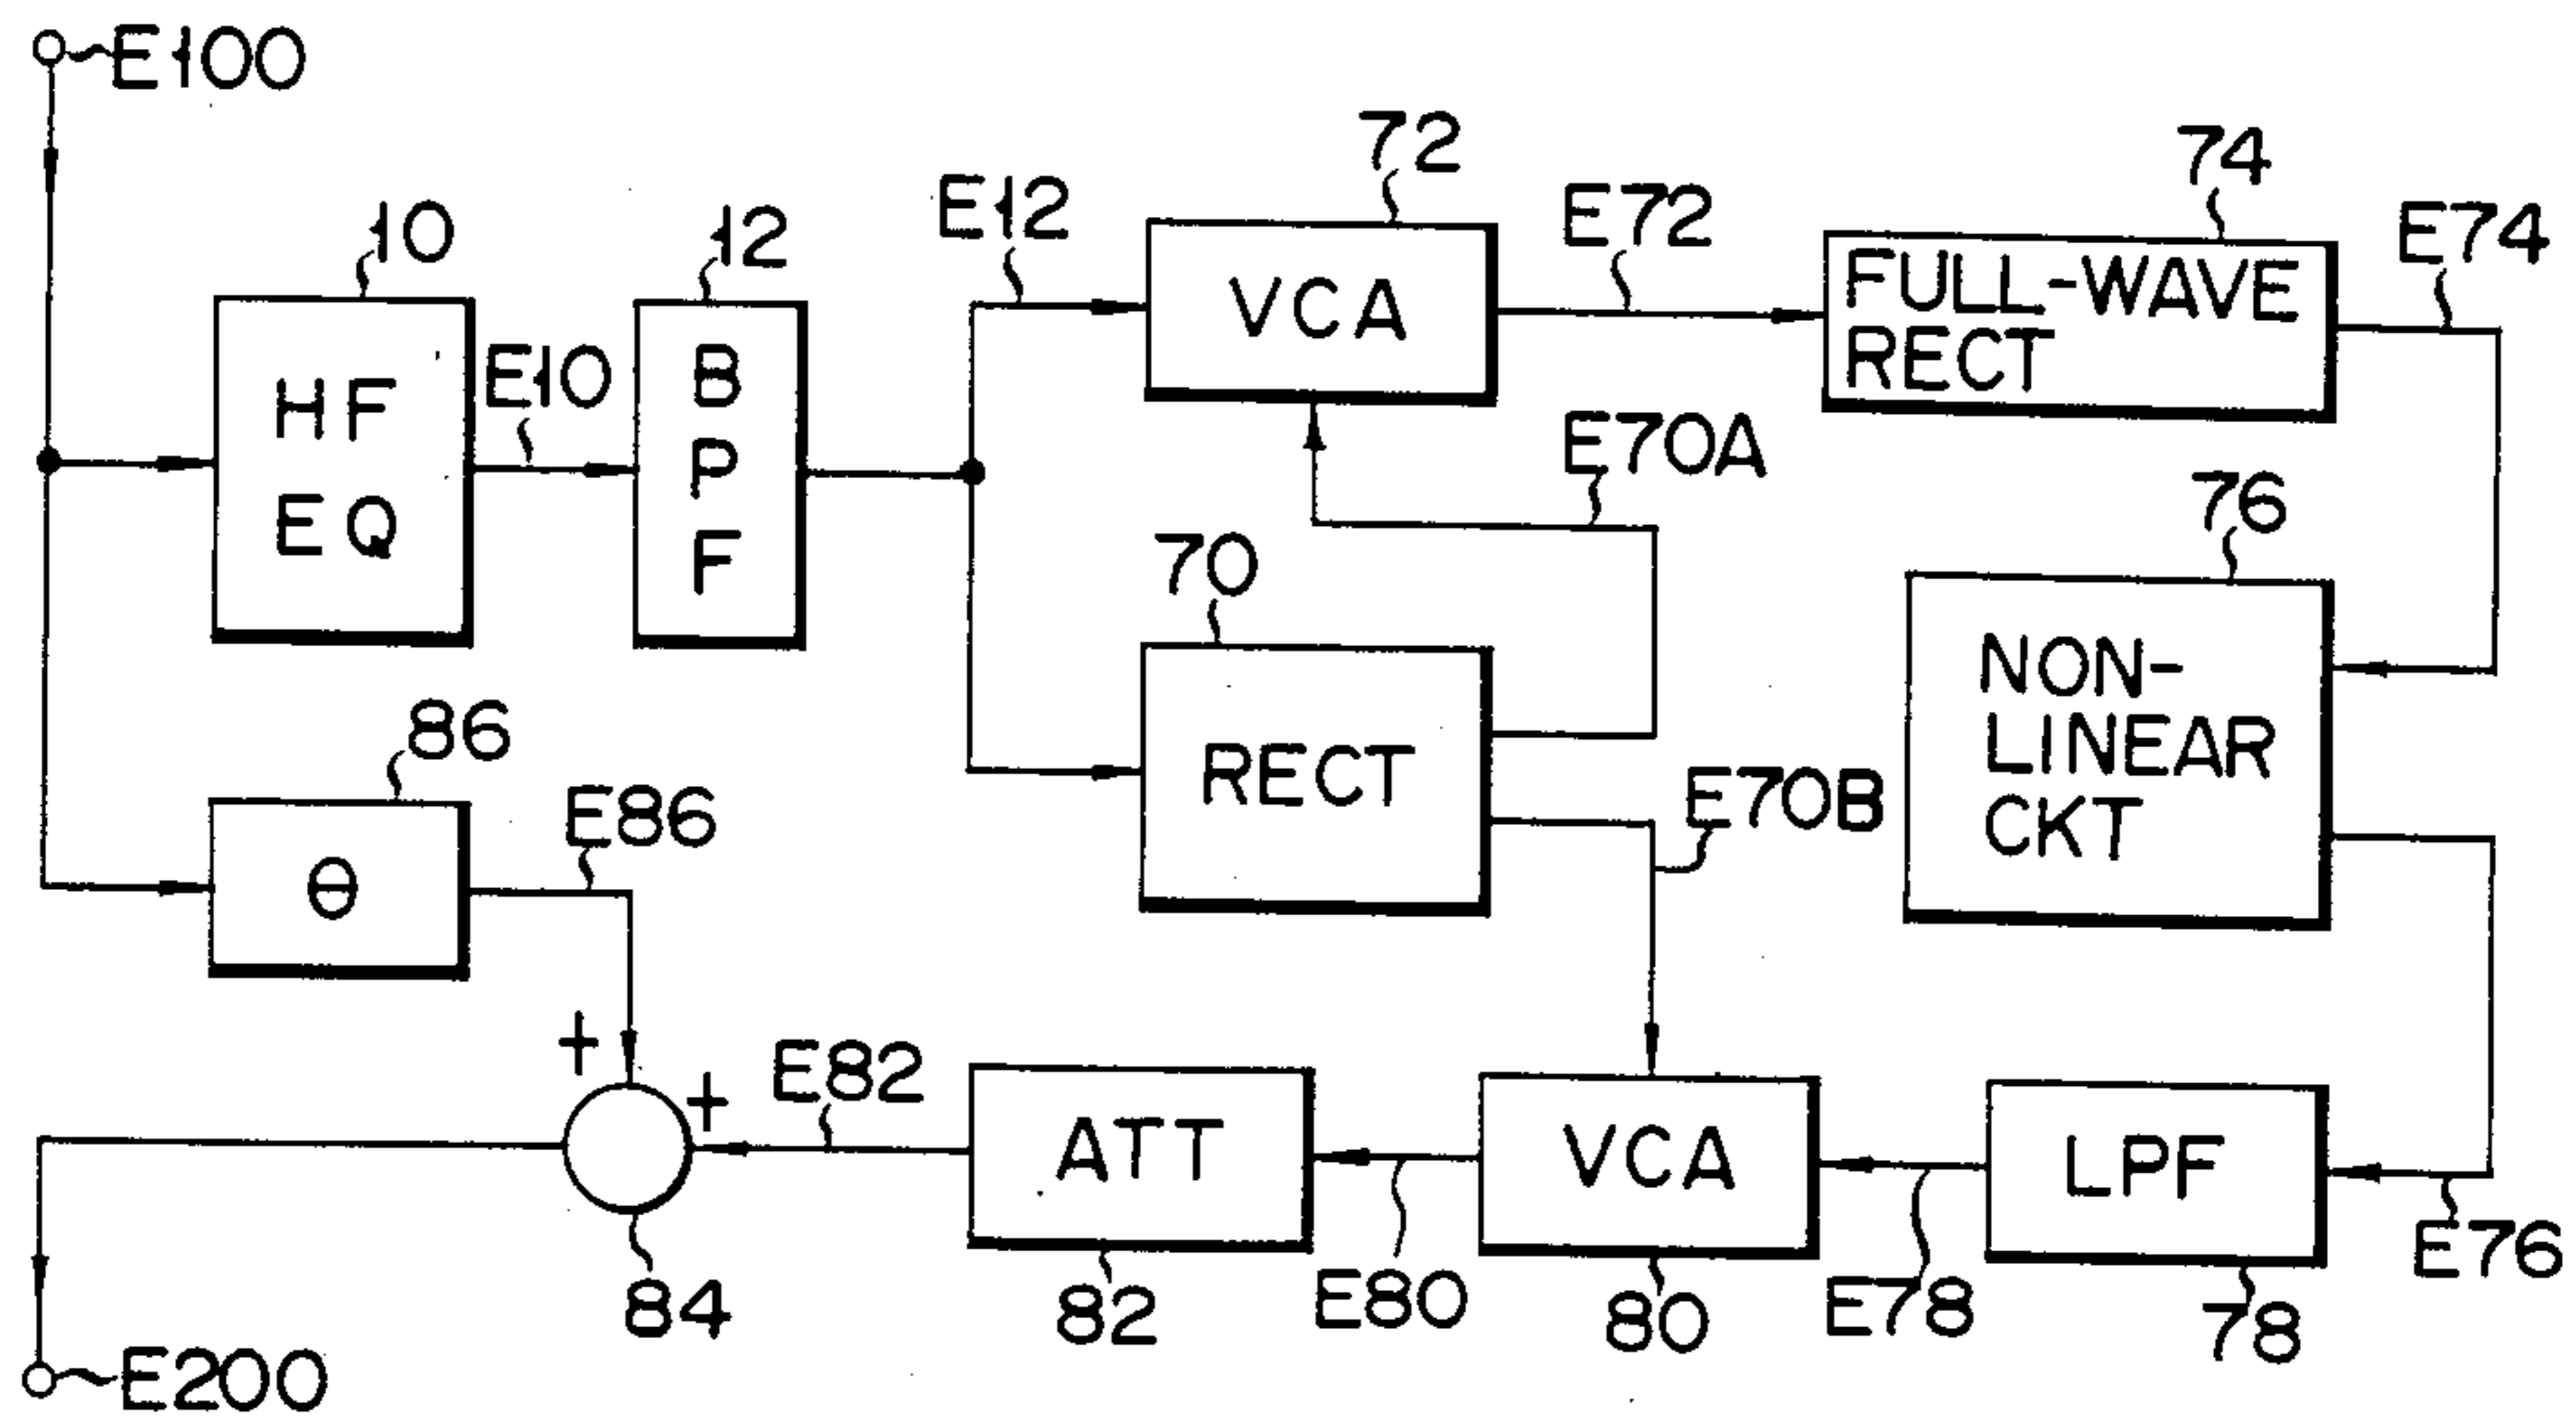 E100
72
74
E12
E72
E74
10
12
VCA
FULL-WAVE
RECT
HF
EQ
E10
B
P
F
E70A
76
70
NON-
LINEAR
CKT
86
RECT
E70B
E86
θ
+
+
E82
ATT
VCA
LPF
84
82
E80
80
E78
78
E76
E200